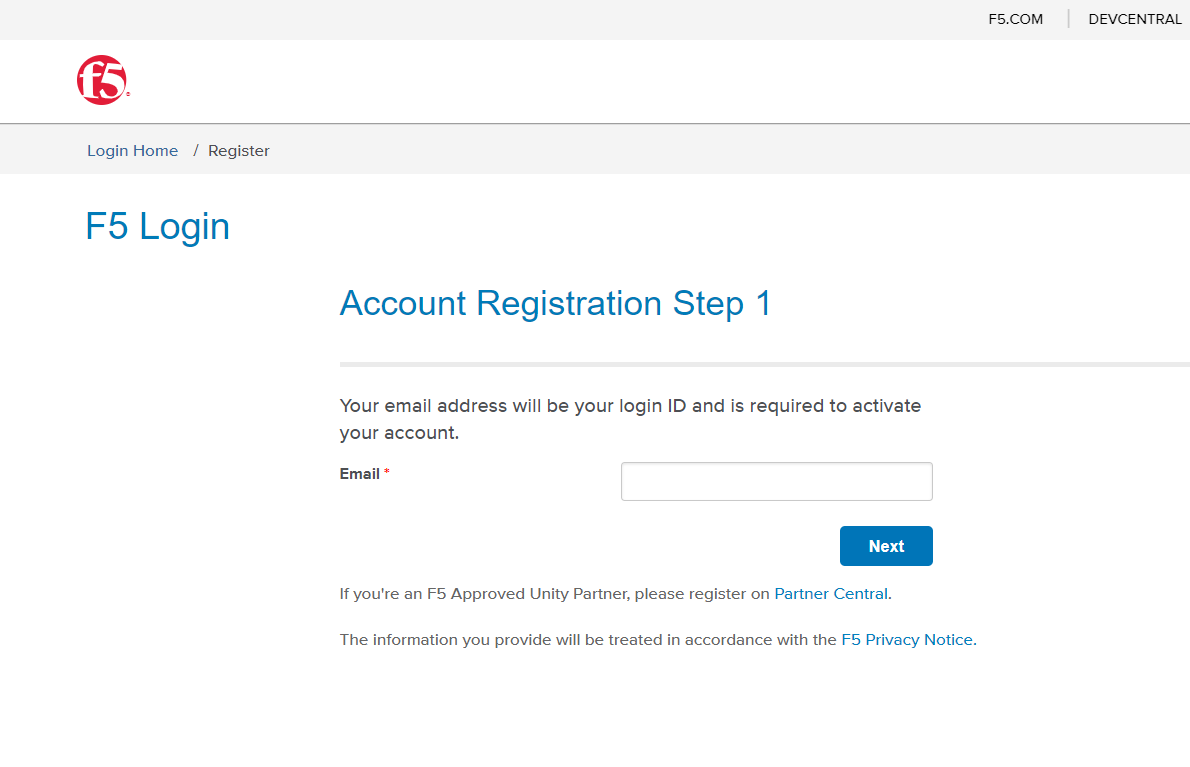 F5.COM | DEVCENTRAL
f5®
Login Home / Register
F5 Login
Account Registration Step 1
Your email address will be your login ID and is required to activate
your account.
Email *
Next
If you're an F5 Approved Unity Partner, please register on Partner Central.
The information you provide will be treated in accordance with the F5 Privacy Notice.